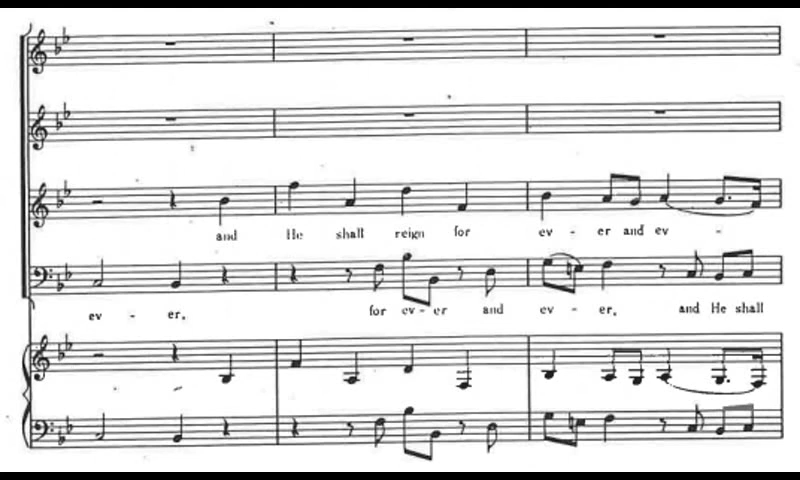 and He shall reign for ev - er and ev -
ev - er, for ev - er and ev - er, and He shall